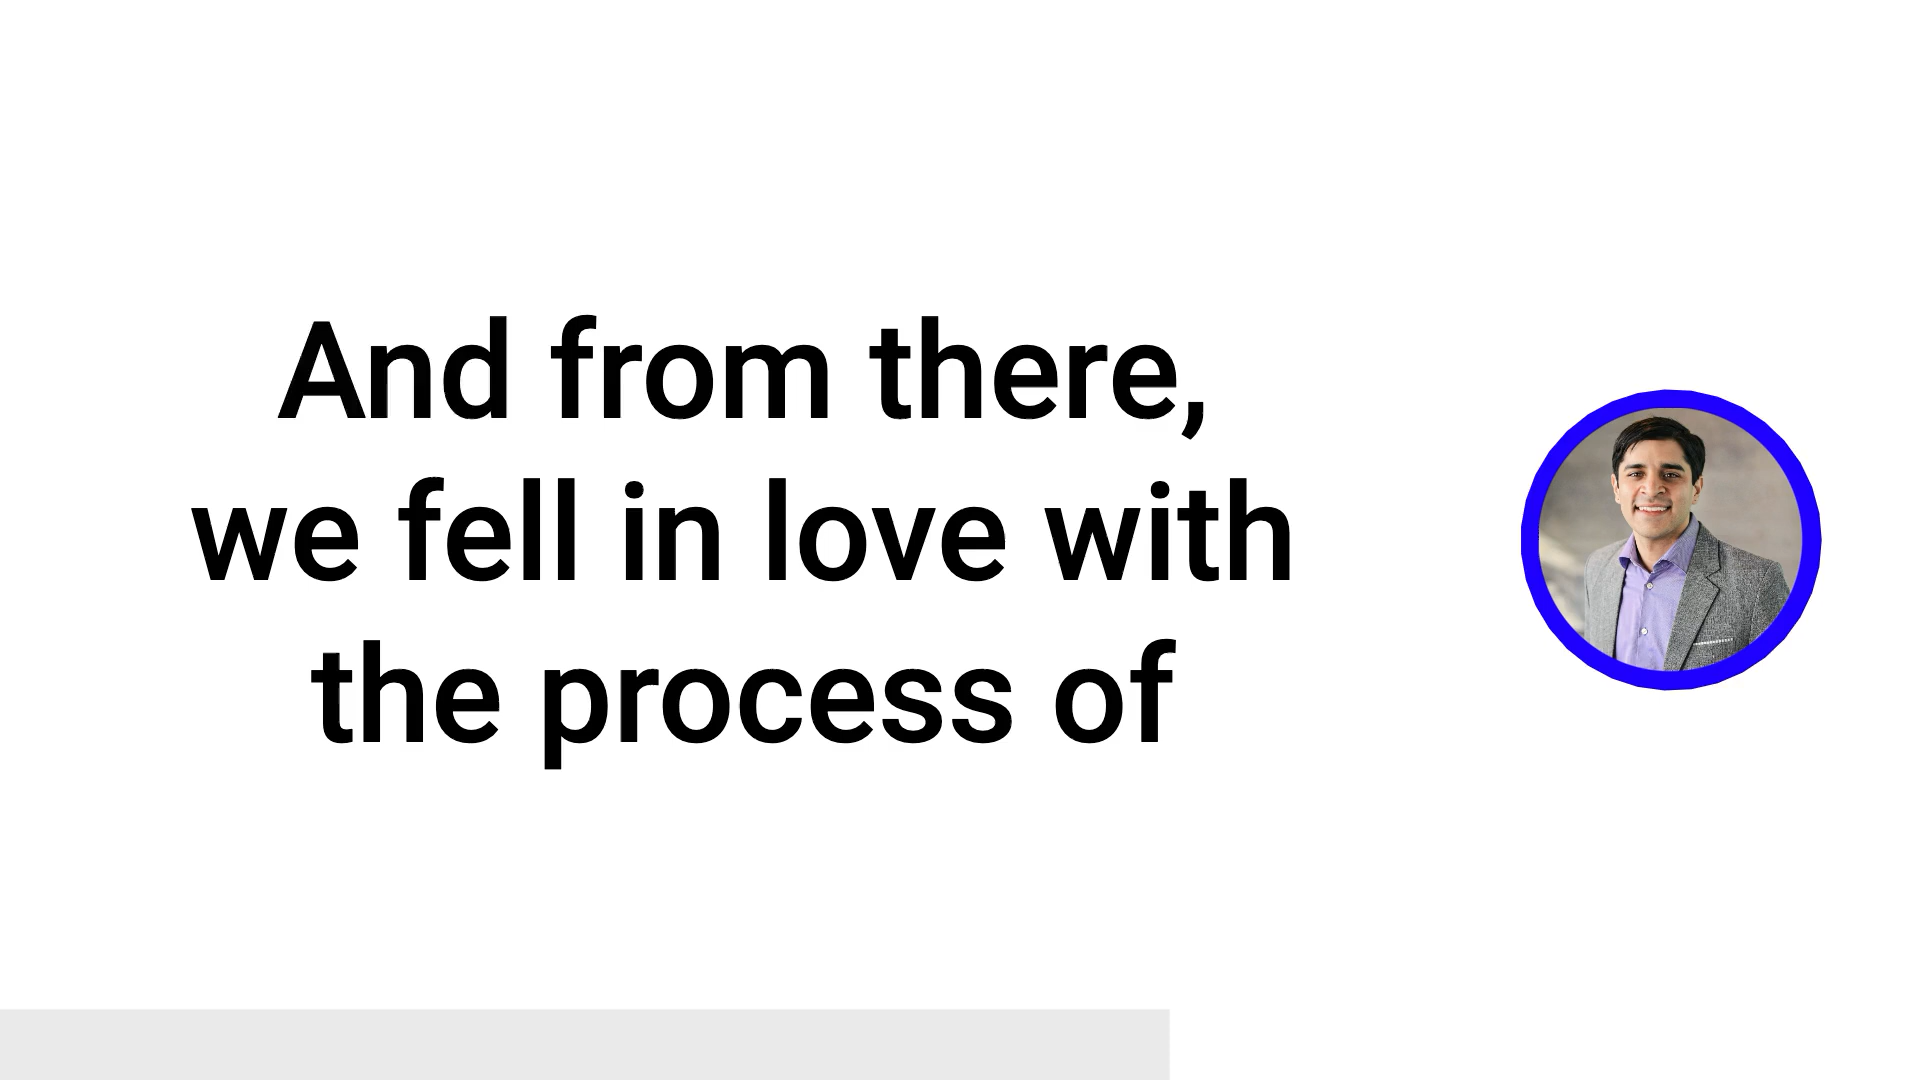 And from there,
we fell in love with
the process of